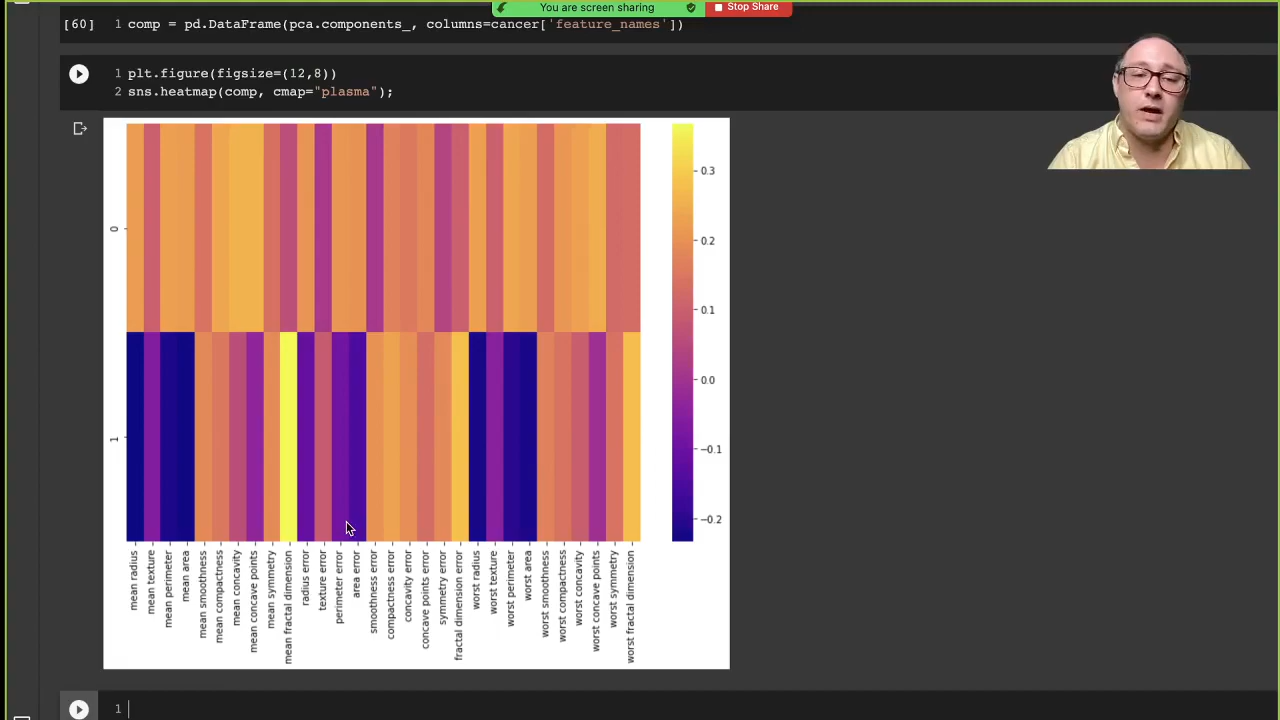 You are screen sharing
Stop Share
[60]
1 comp = pd.DataFrame(pca.components_, columns=cancer['feature_names'])
1 plt.figure(figsize=(12,8))
2 sns.heatmap(comp, cmap="plasma");
0
1
0.3
0.2
0.1
0.0
−0.1
−0.2
mean radius
mean texture
mean perimeter
mean area
mean smoothness
mean compactness
mean concavity
mean concave points
mean symmetry
mean fractal dimension
radius error
texture error
perimeter error
area error
smoothness error
compactness error
concavity error
concave points error
symmetry error
fractal dimension error
worst radius
worst texture
worst perimeter
worst area
worst smoothness
worst compactness
worst concavity
worst concave points
worst symmetry
worst fractal dimension
1